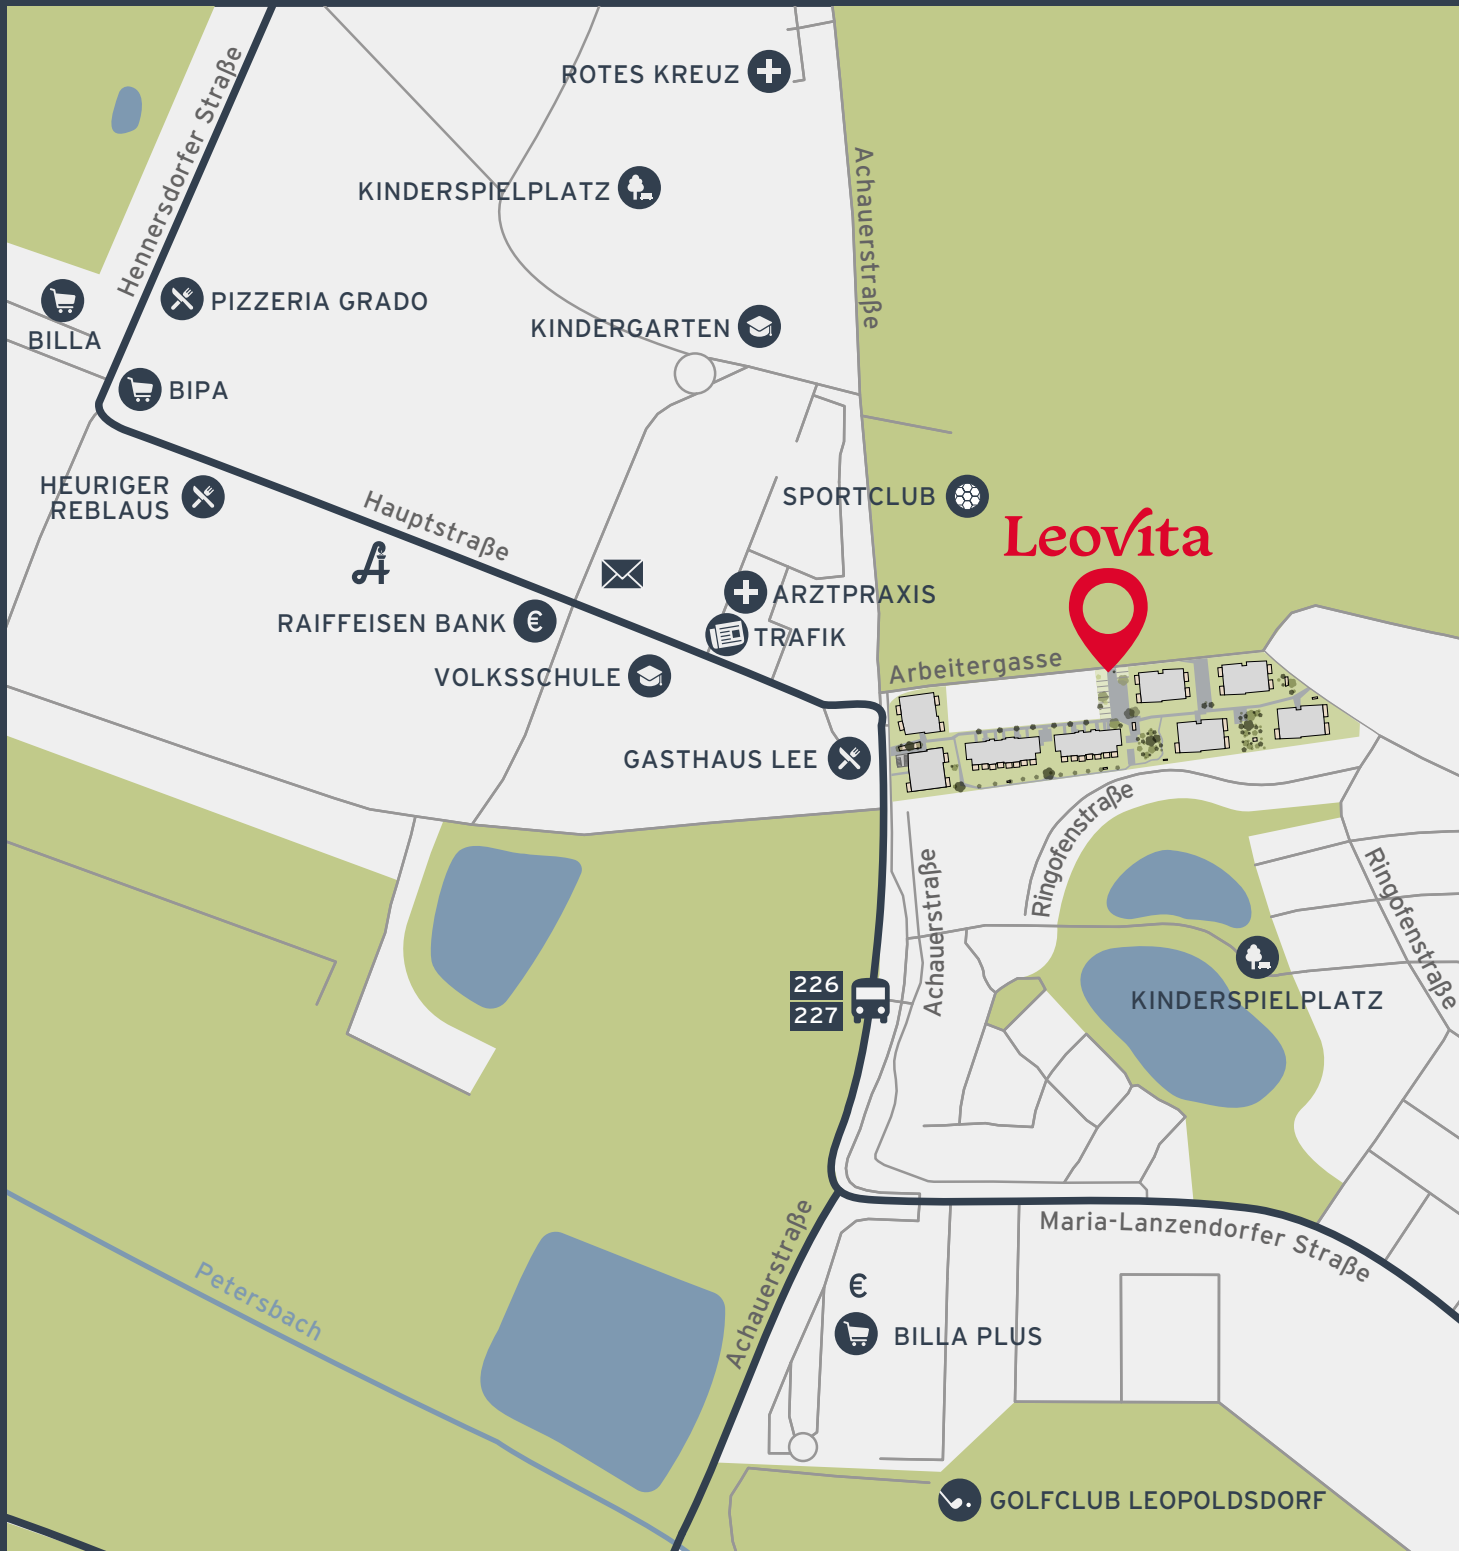 ROTES KREUZ
Hennersdorfer Straße
Achauerstraße
KINDERSPIELPLATZ
PIZZERIA GRADO
BILLA
KINDERGARTEN
BIPA
HEURIGER
REBLAUS
Hauptstraße
SPORTCLUB
Leovita
ARZTPRAXIS
RAIFFEISEN BANK
€
TRAFIK
VOLKSSCHULE
Arbeitergasse
GASTHAUS LEE
Ringofenstraße
Achauerstraße
Ringofenstraße
226
227
KINDERSPIELPLATZ
Achauerstraße
Maria-Lanzendorfer Straße
Petersbach
€
BILLA PLUS
GOLFCLUB LEOPOLDSDORF